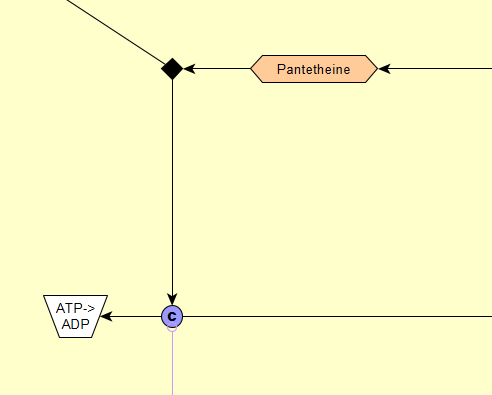 Pantetheine
ATP->
ADP
C